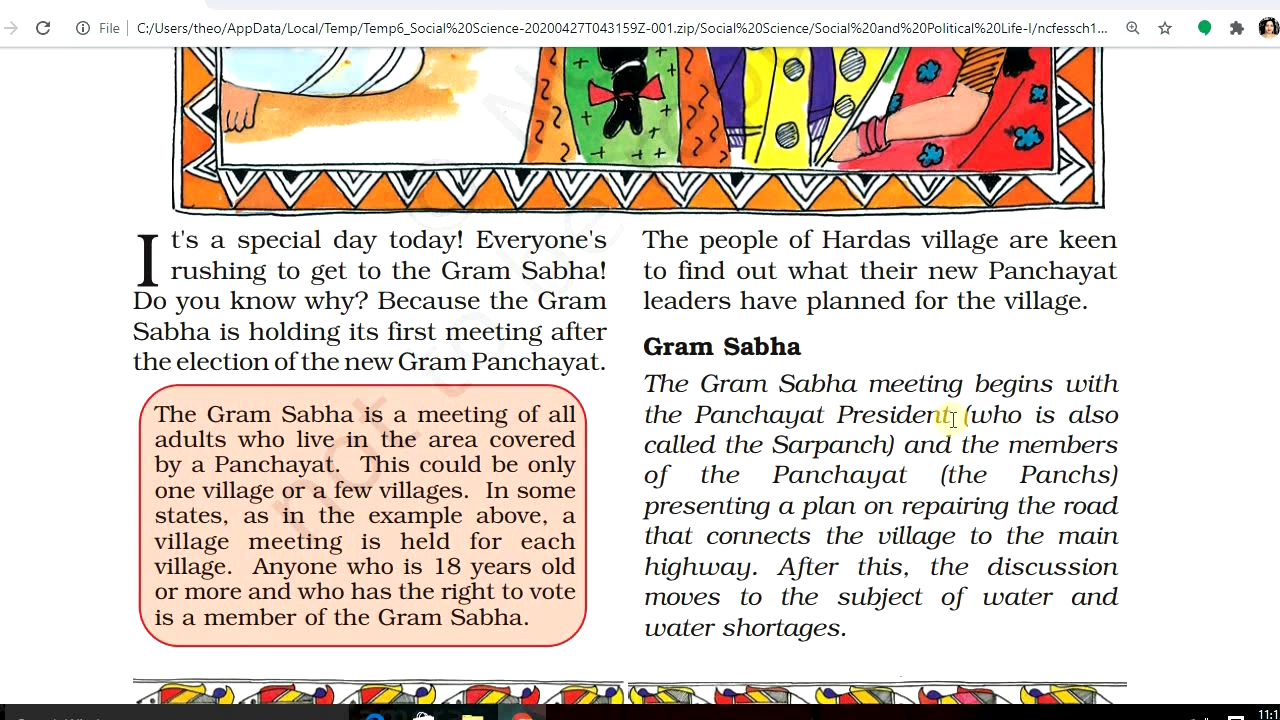 File
C:/Users/theo/AppData/Local/Temp/Temp6_Social%20Science-20200427T043159Z-001.zip/Social%20Science/Social%20and%20Political%20Life-I/ncfessch1...
It's a special day today! Everyone's
rushing to get to the Gram Sabha!
Do you know why? Because the Gram
Sabha is holding its first meeting after
the election of the new Gram Panchayat.
The Gram Sabha is a meeting of all
adults who live in the area covered
by a Panchayat. This could be only
one village or a few villages. In some
states, as in the example above, a
village meeting is held for each
village. Anyone who is 18 years old
or more and who has the right to vote
is a member of the Gram Sabha.
The people of Hardas village are keen
to find out what their new Panchayat
leaders have planned for the village.
Gram Sabha
The Gram Sabha meeting begins with
the Panchayat President (who is also
called the Sarpanch) and the members
of the Panchayat (the Panchs)
presenting a plan on repairing the road
that connects the village to the main
highway. After this, the discussion
moves to the subject of water and
water shortages.
not to be